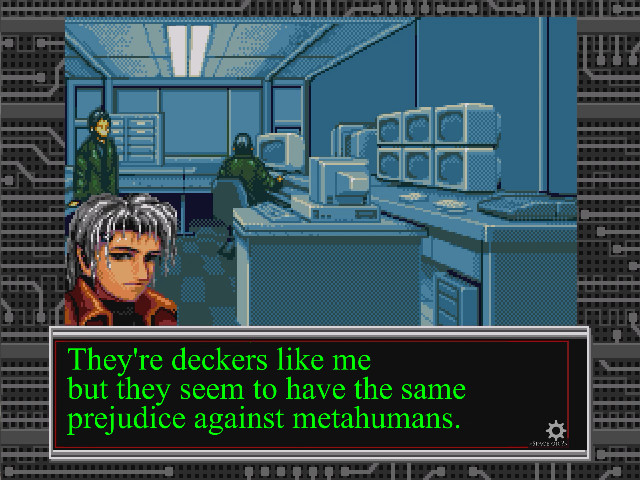 They're deckers like me
but they seem to have the same
prejudice against metahumans.